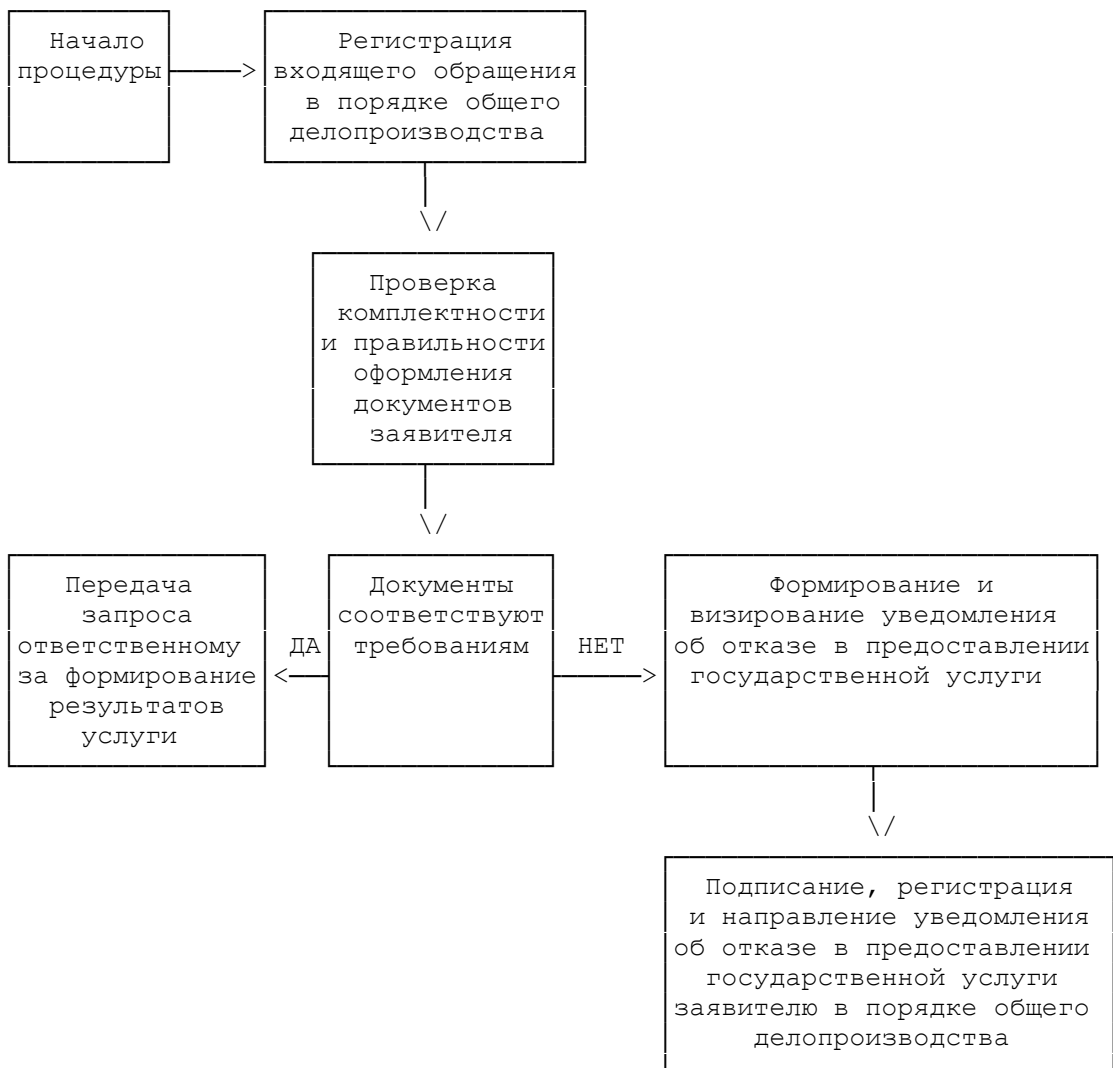 Начало
процедуры
Регистрация
входящего обращения
в порядке общего
делопроизводства
Проверка
комплектности
и правильности
оформления
документов
заявителя
Передача
запроса
ответственному
за формирование
результатов
услуги
ДА
Документы
соответствуют
требованиям
НЕТ
Формирование и
визирование уведомления
об отказе в предоставлении
государственной услуги
Подписание, регистрация
и направление уведомления
об отказе в предоставлении
государственной услуги
заявителю в порядке общего
делопроизводства